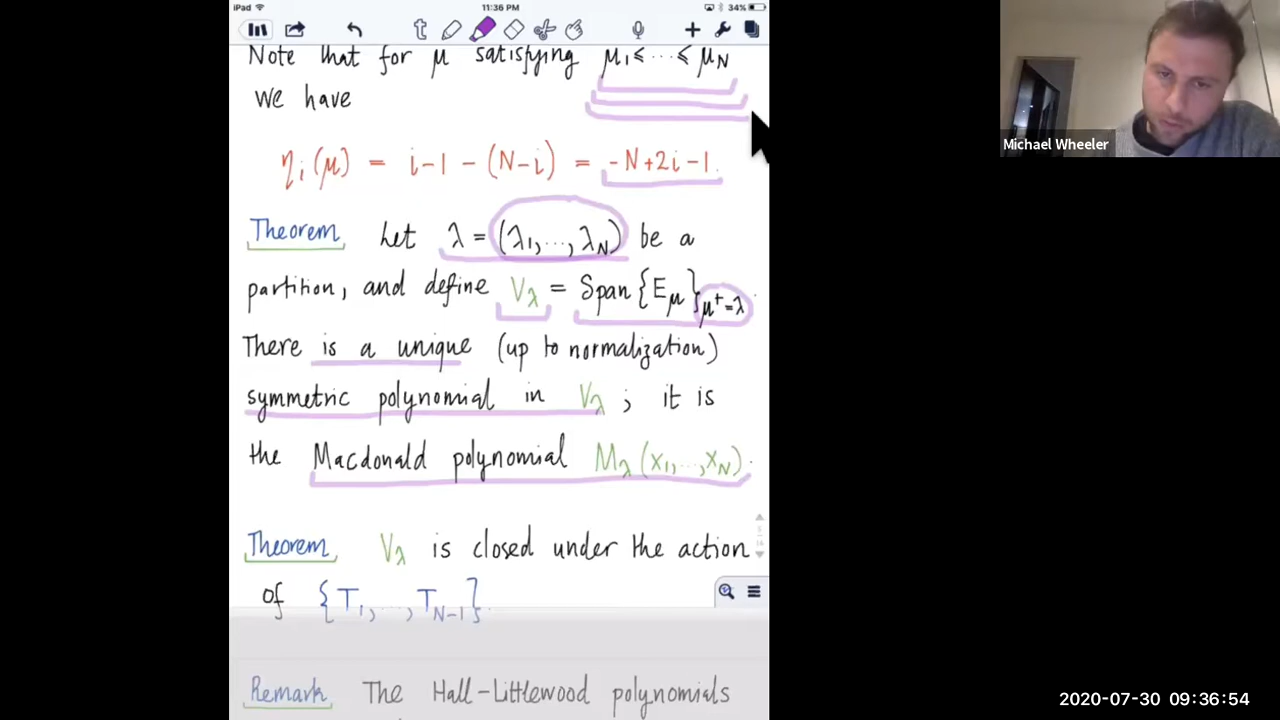 iPad 11:36 PM 34%
Note that for μ satisfying μ₁ ≤ ··· ≤ μ_N
we have
η_i(μ) = i-1 - (N-i) = -N+2i-1.
Theorem Let λ = (λ₁, ..., λ_N) be a
partition, and define V_λ = Span{E_μ}_{μ⁺=λ}.
There is a unique (up to normalization)
symmetric polynomial in V_λ ; it is
the Macdonald polynomial M_λ(x₁, ..., x_N).
Theorem V_λ is closed under the action
of {T₁, ..., T_{N-1}}.
Remark The Hall-Littlewood polynomials
Michael Wheeler
2020-07-30 09:36:54